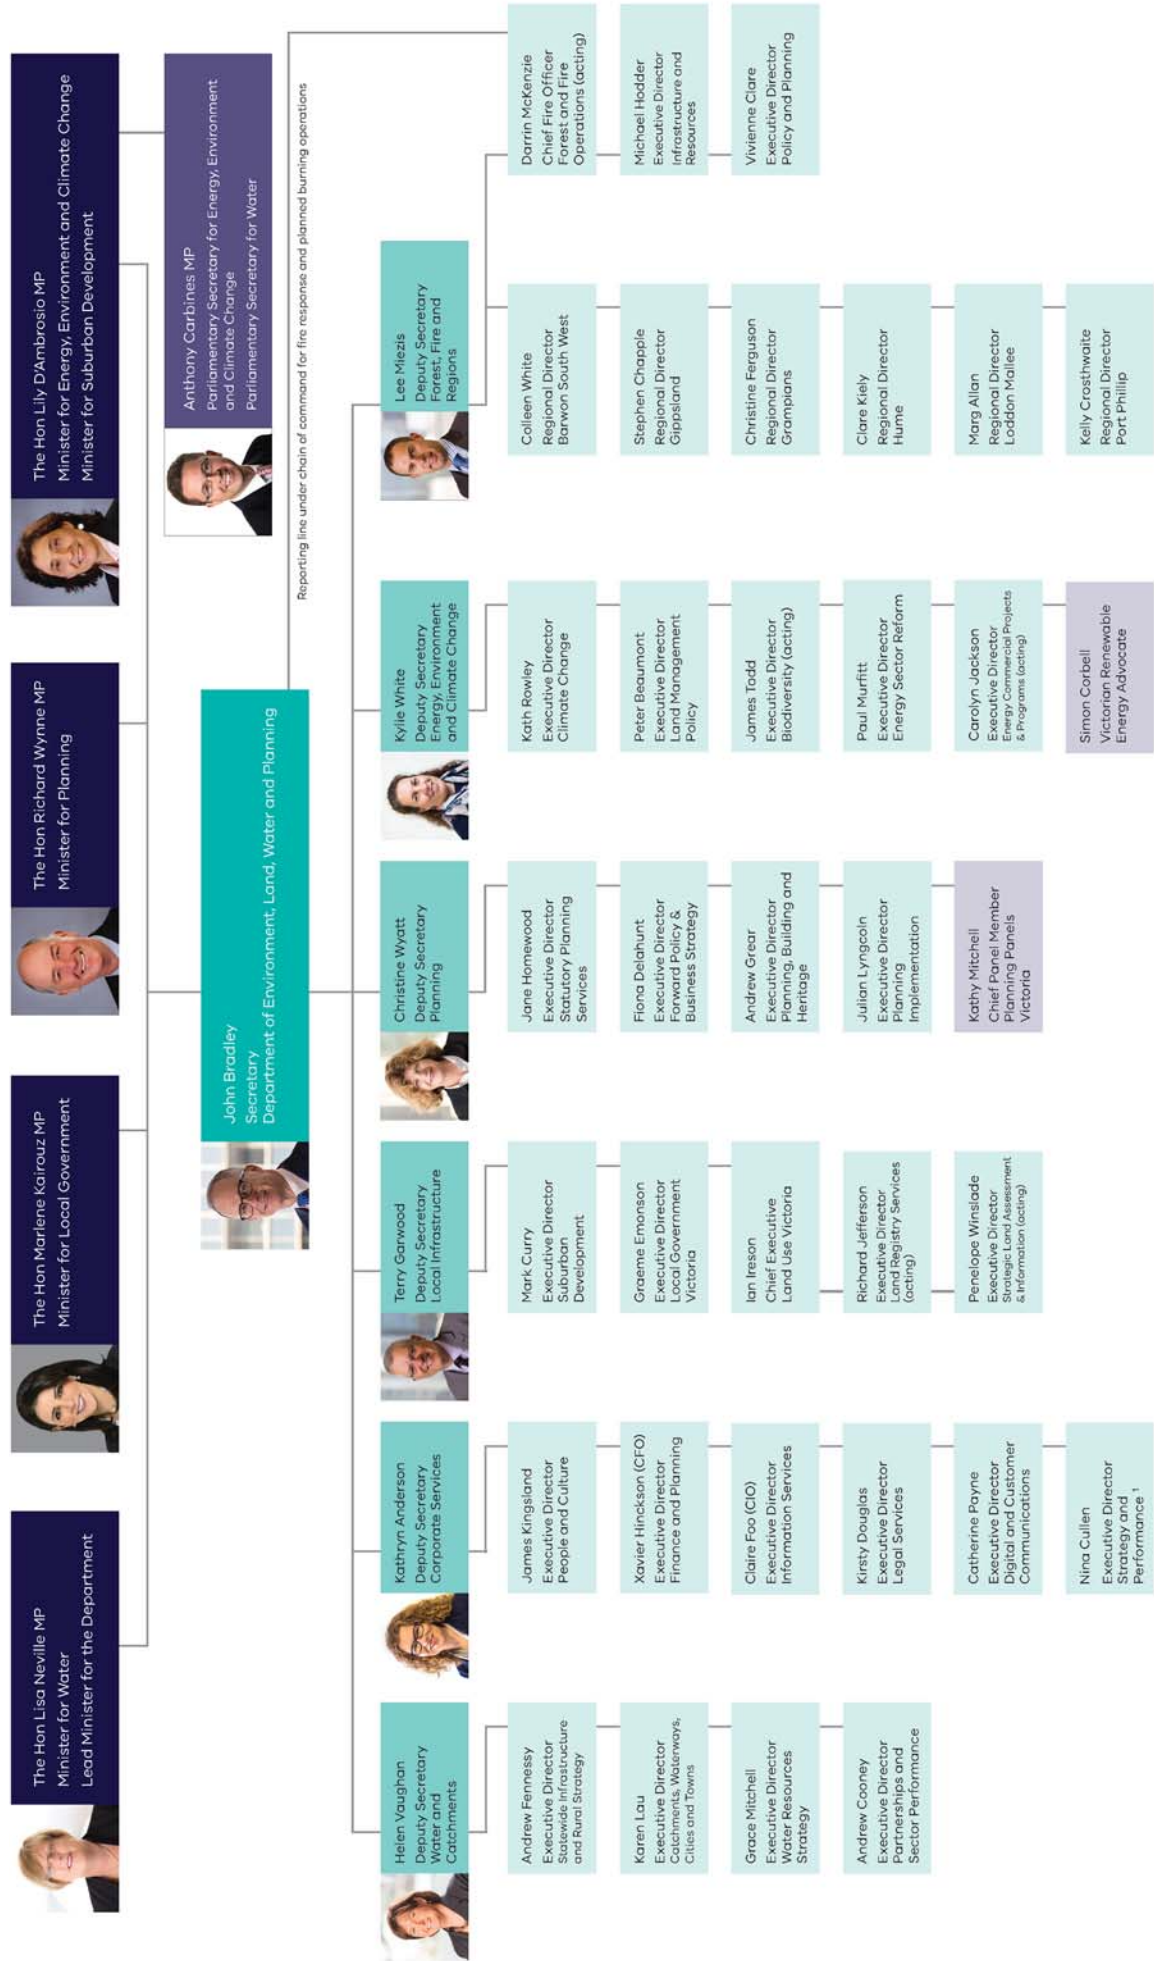 The Hon Lisa Neville MP
Minister for Water
Lead Minister for the Department
The Hon Marlene Kairouz MP
Minister for Local Government
The Hon Richard Wynne MP
Minister for Planning
The Hon Lily D'Ambrosio MP
Minister for Energy, Environment and Climate Change
Minister for Suburban Development
Anthony Carbines MP
Parliamentary Secretary for Energy, Environment
and Climate Change
Parliamentary Secretary for Water
John Bradley
Secretary
Department of Environment, Land, Water and Planning
Reporting line under chain of command for fire response and planned burning operations
Helen Vaughan
Deputy Secretary
Water and
Catchments
Andrew Fennessy
Executive Director
Statewide Infrastructure
and Rural Strategy
Karen Lau
Executive Director
Catchments, Waterways,
Cities and Towns
Grace Mitchell
Executive Director
Water Resources
Strategy
Andrew Cooney
Executive Director
Partnerships and
Sector Performance
Kathryn Anderson
Deputy Secretary
Corporate Services
James Kingsland
Executive Director
People and Culture
Xavier Hinckson (CFO)
Executive Director
Finance and Planning
Claire Foo (CIO)
Executive Director
Information Services
Kirsty Douglas
Executive Director
Legal Services
Catherine Payne
Executive Director
Digital and Customer
Communications
Nina Cullen
Executive Director
Strategy and
Performance ¹
Terry Garwood
Deputy Secretary
Local Infrastructure
Mark Curry
Executive Director
Suburban
Development
Graeme Emonson
Executive Director
Local Government
Victoria
Ian Ireson
Chief Executive
Land Use Victoria
Richard Jefferson
Executive Director
Land Registry Services
(acting)
Penelope Winslade
Executive Director
Strategic Land Assessment
& Information (acting)
Christine Wyatt
Deputy Secretary
Planning
Jane Homewood
Executive Director
Statutory Planning
Services
Fiona Delahunt
Executive Director
Forward Policy &
Business Strategy
Andrew Grear
Executive Director
Planning, Building and
Heritage
Julian Lyngcoln
Executive Director
Planning
Implementation
Kathy Mitchell
Chief Panel Member
Planning Panels
Victoria
Kylie White
Deputy Secretary
Energy, Environment
and Climate Change
Kath Rowley
Executive Director
Climate Change
Peter Beaumont
Executive Director
Land Management
Policy
James Todd
Executive Director
Biodiversity (acting)
Paul Murfitt
Executive Director
Energy Sector Reform
Carolyn Jackson
Executive Director
Energy Commercial Projects
& Programs (acting)
Simon Corbell
Victorian Renewable
Energy Advocate
Lee Miezis
Deputy Secretary
Forest, Fire and
Regions
Colleen White
Regional Director
Barwon South West
Stephen Chapple
Regional Director
Gippsland
Christine Ferguson
Regional Director
Grampians
Clare Kiely
Regional Director
Hume
Marg Allan
Regional Director
Loddon Mallee
Kelly Crosthwaite
Regional Director
Port Phillip
Darrin McKenzie
Chief Fire Officer
Forest and Fire
Operations (acting)
Michael Hodder
Executive Director
Infrastructure and
Resources
Vivienne Clare
Executive Director
Policy and Planning